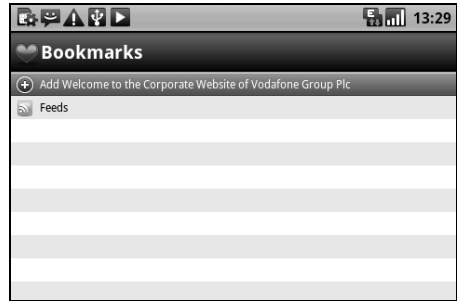 13:29
Bookmarks
Add Welcome to the Corporate Website of Vodafone Group Plc
Feeds